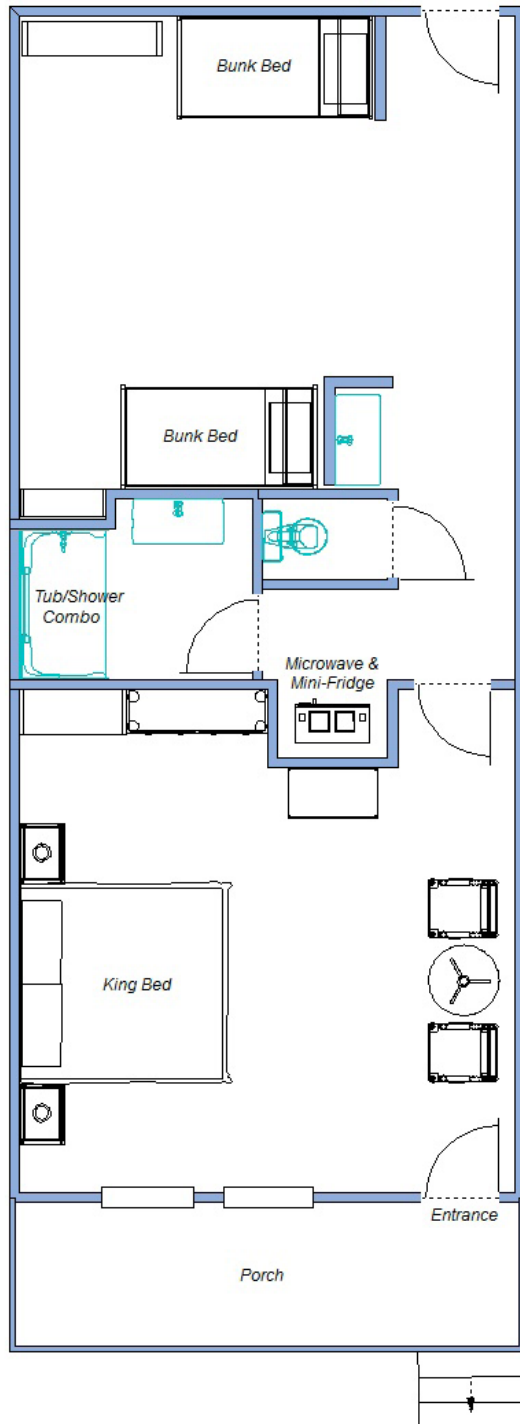 Bunk Bed
Bunk Bed
Tub/Shower
Combo
Microwave &
Mini-Fridge
King Bed
Entrance
Porch